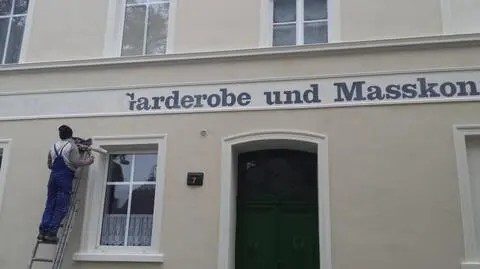 Garderobe und Masskon
7